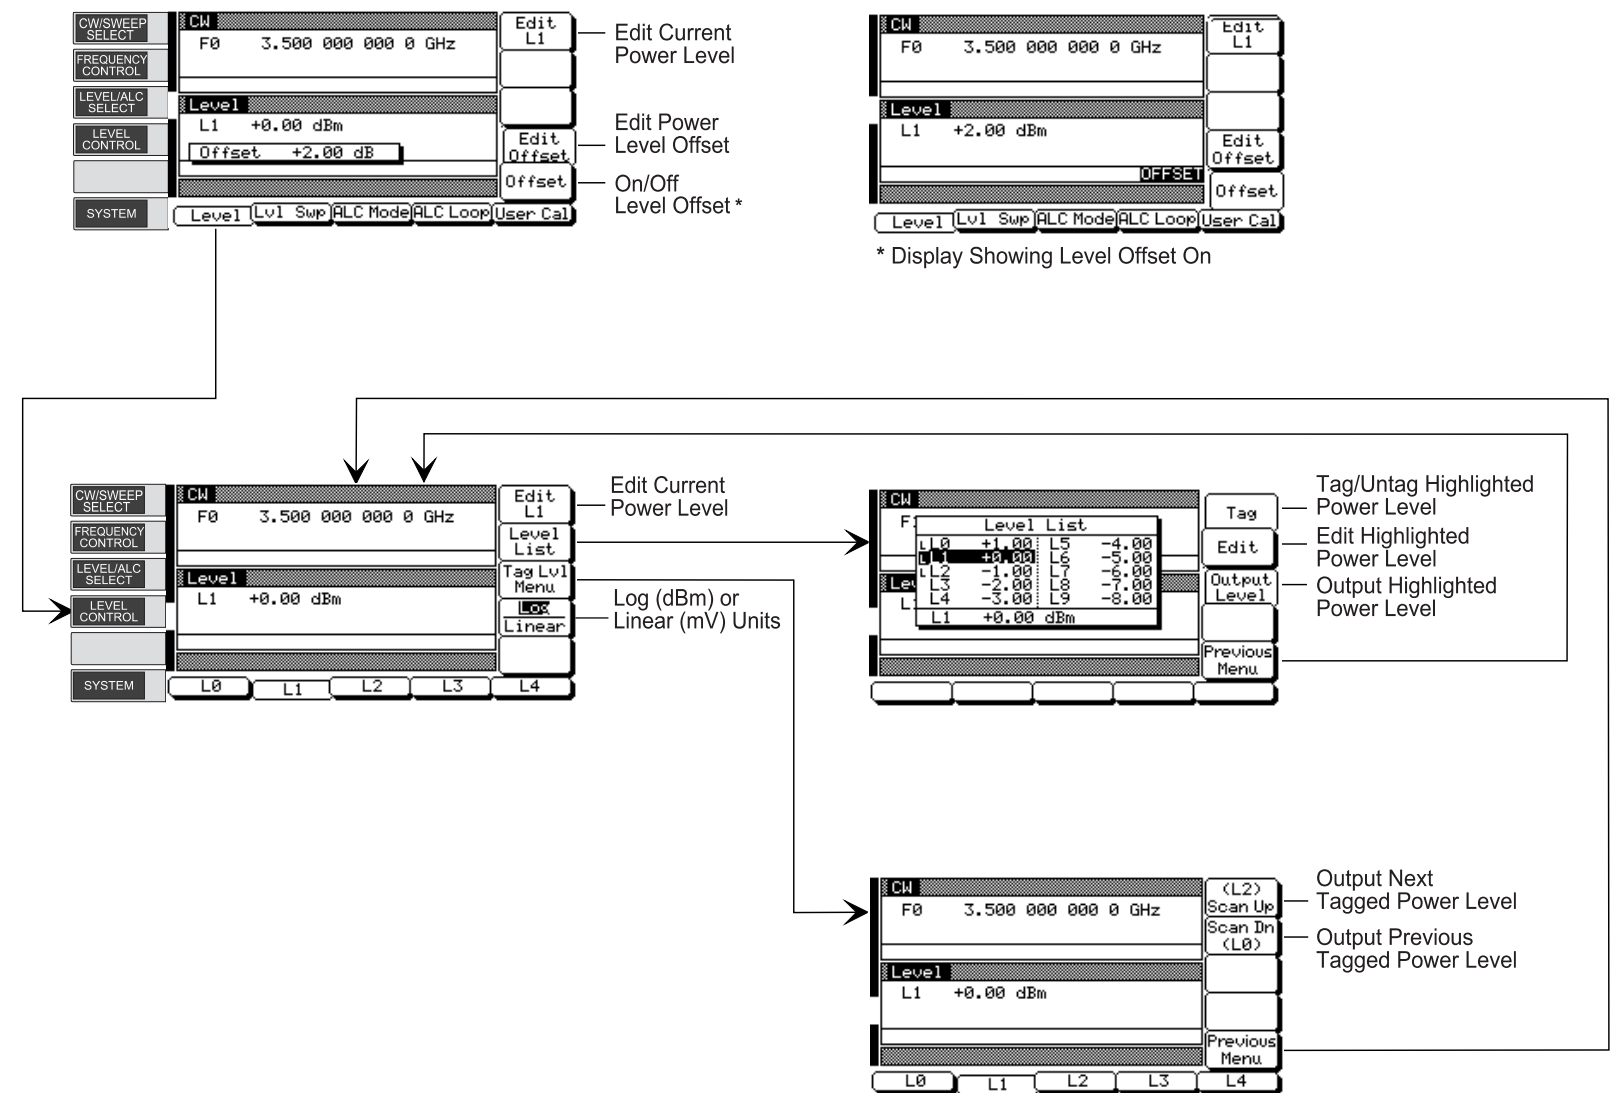 CW/SWEEP
SELECT
FREQUENCY
CONTROL
LEVEL/ALC
SELECT
LEVEL
CONTROL
SYSTEM
CW
F0 3.500 000 000 0 GHz
Level
L1 +0.00 dBm
Offset +2.00 dB
Edit
L1
Edit
Offset
Offset
Level Lvl Swp ALC Mode ALC Loop User Cal
Edit Current
Power Level
Edit Power
Level Offset
On/Off
Level Offset *
CW
F0 3.500 000 000 0 GHz
Level
L1 +2.00 dBm
OFFSET
Edit
L1
Edit
Offset
Offset
Level Lvl Swp ALC Mode ALC Loop User Cal
* Display Showing Level Offset On
CW/SWEEP
SELECT
FREQUENCY
CONTROL
LEVEL/ALC
SELECT
LEVEL
CONTROL
SYSTEM
CW
F0 3.500 000 000 0 GHz
Level
L1 +0.00 dBm
Edit
L1
Level
List
Tag Lvl
Menu
Log
Linear
L0 L1 L2 L3 L4
Edit Current
Power Level
Log (dBm) or
Linear (mV) Units
CW
F
Lev
L
Level List
L0 +1.00 L5 -4.00
L1 +0.00 L6 -5.00
L2 -1.00 L7 -6.00
L3 -2.00 L8 -7.00
L4 -3.00 L9 -8.00
L1 +0.00 dBm
Tag
Edit
Output
Level
Previous
Menu
Tag/Untag Highlighted
Power Level
Edit Highlighted
Power Level
Output Highlighted
Power Level
CW
F0 3.500 000 000 0 GHz
Level
L1 +0.00 dBm
(L2)
Scan Up
Scan Dn
(L0)
Previous
Menu
L0 L1 L2 L3 L4
Output Next
Tagged Power Level
Output Previous
Tagged Power Level